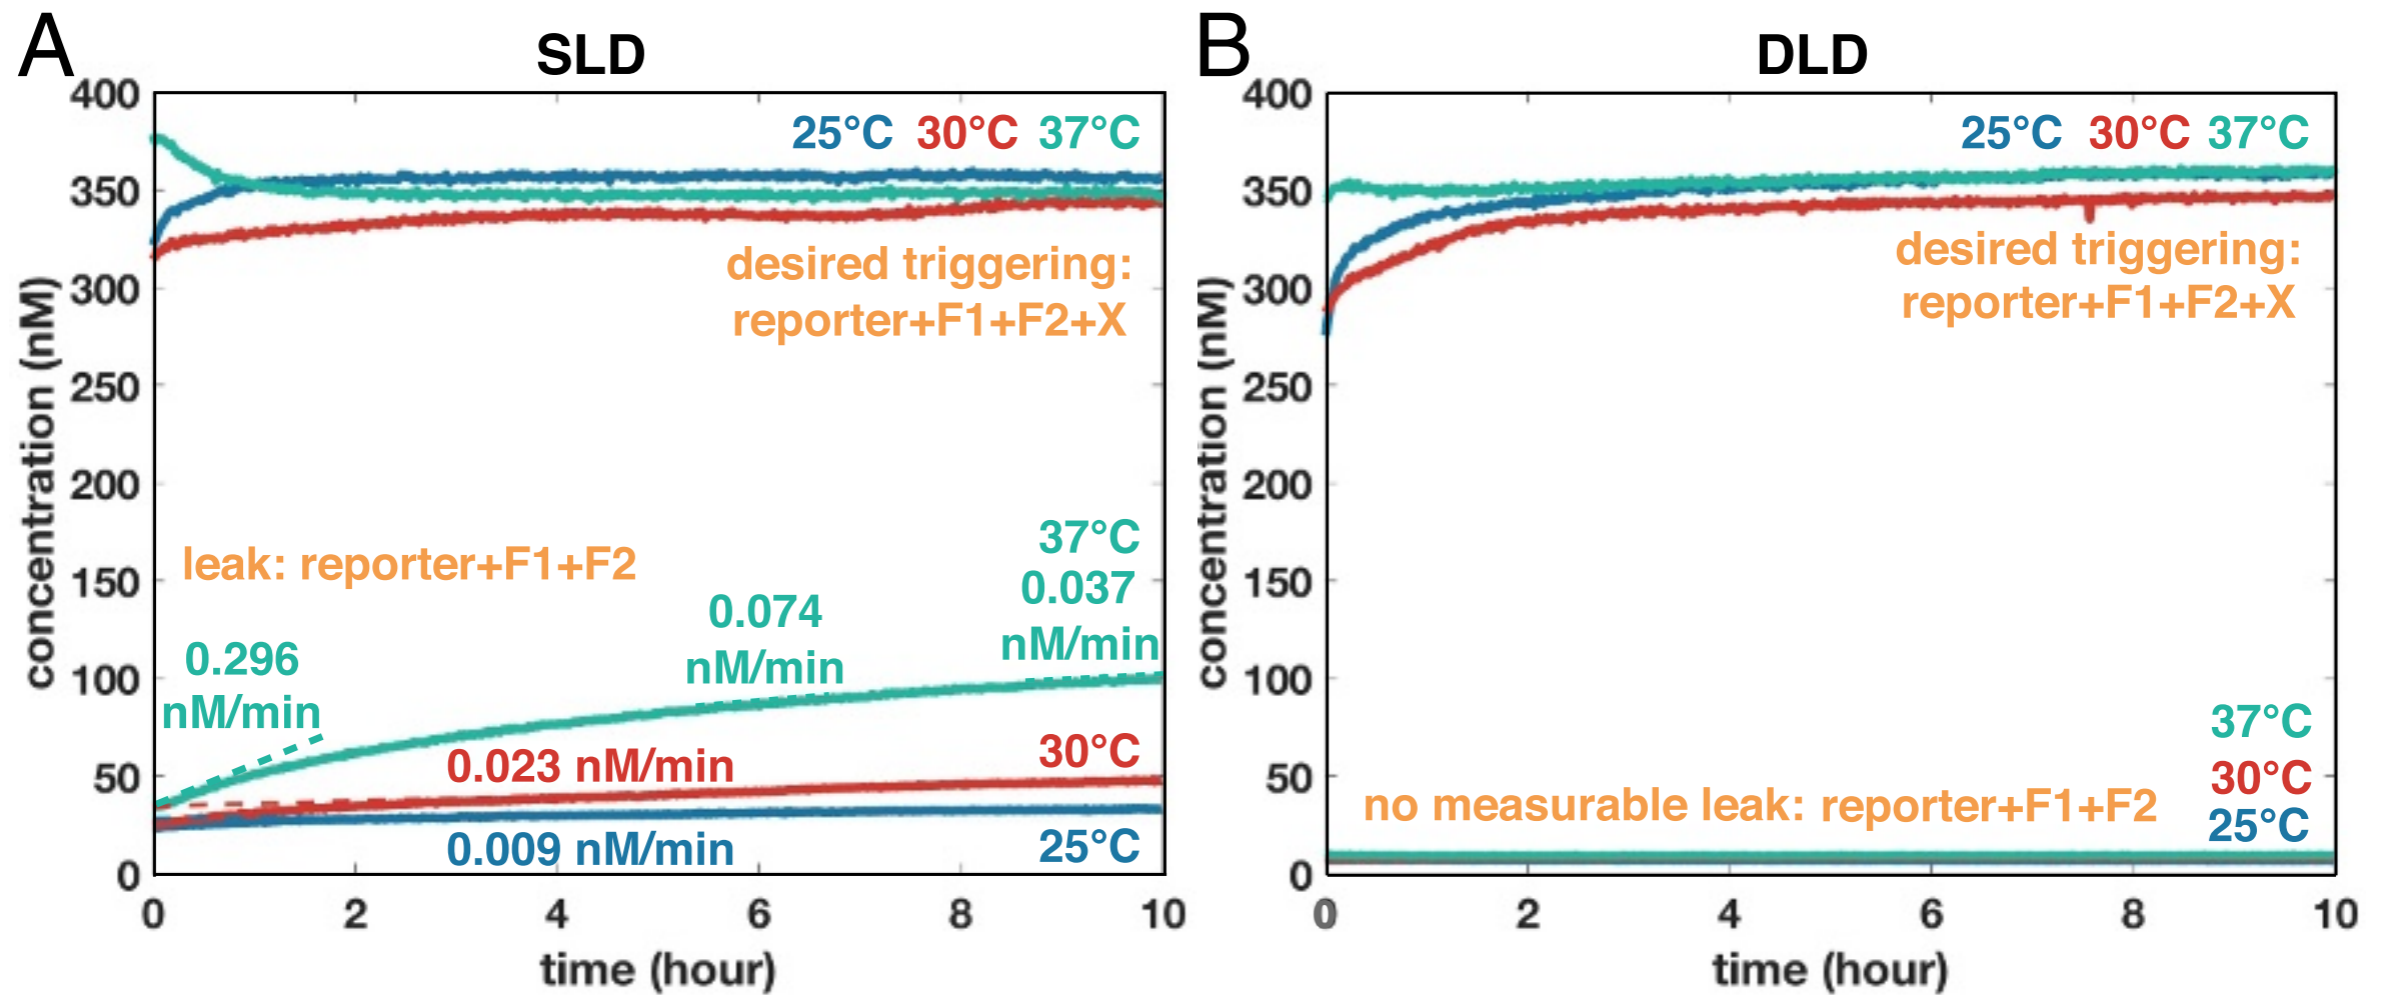 A
SLD
concentration (nM)
400
350
300
250
200
150
100
50
0
25°C 30°C 37°C
desired triggering:
reporter+F1+F2+X
leak: reporter+F1+F2
37°C
0.037
nM/min
0.074
nM/min
0.296
nM/min
0.023 nM/min
30°C
0.009 nM/min
25°C
0 2 4 6 8 10
time (hour)
B
DLD
concentration (nM)
400
350
300
250
200
150
100
50
0
25°C 30°C 37°C
desired triggering:
reporter+F1+F2+X
37°C
30°C
no measurable leak: reporter+F1+F2
25°C
0 2 4 6 8 10
time (hour)